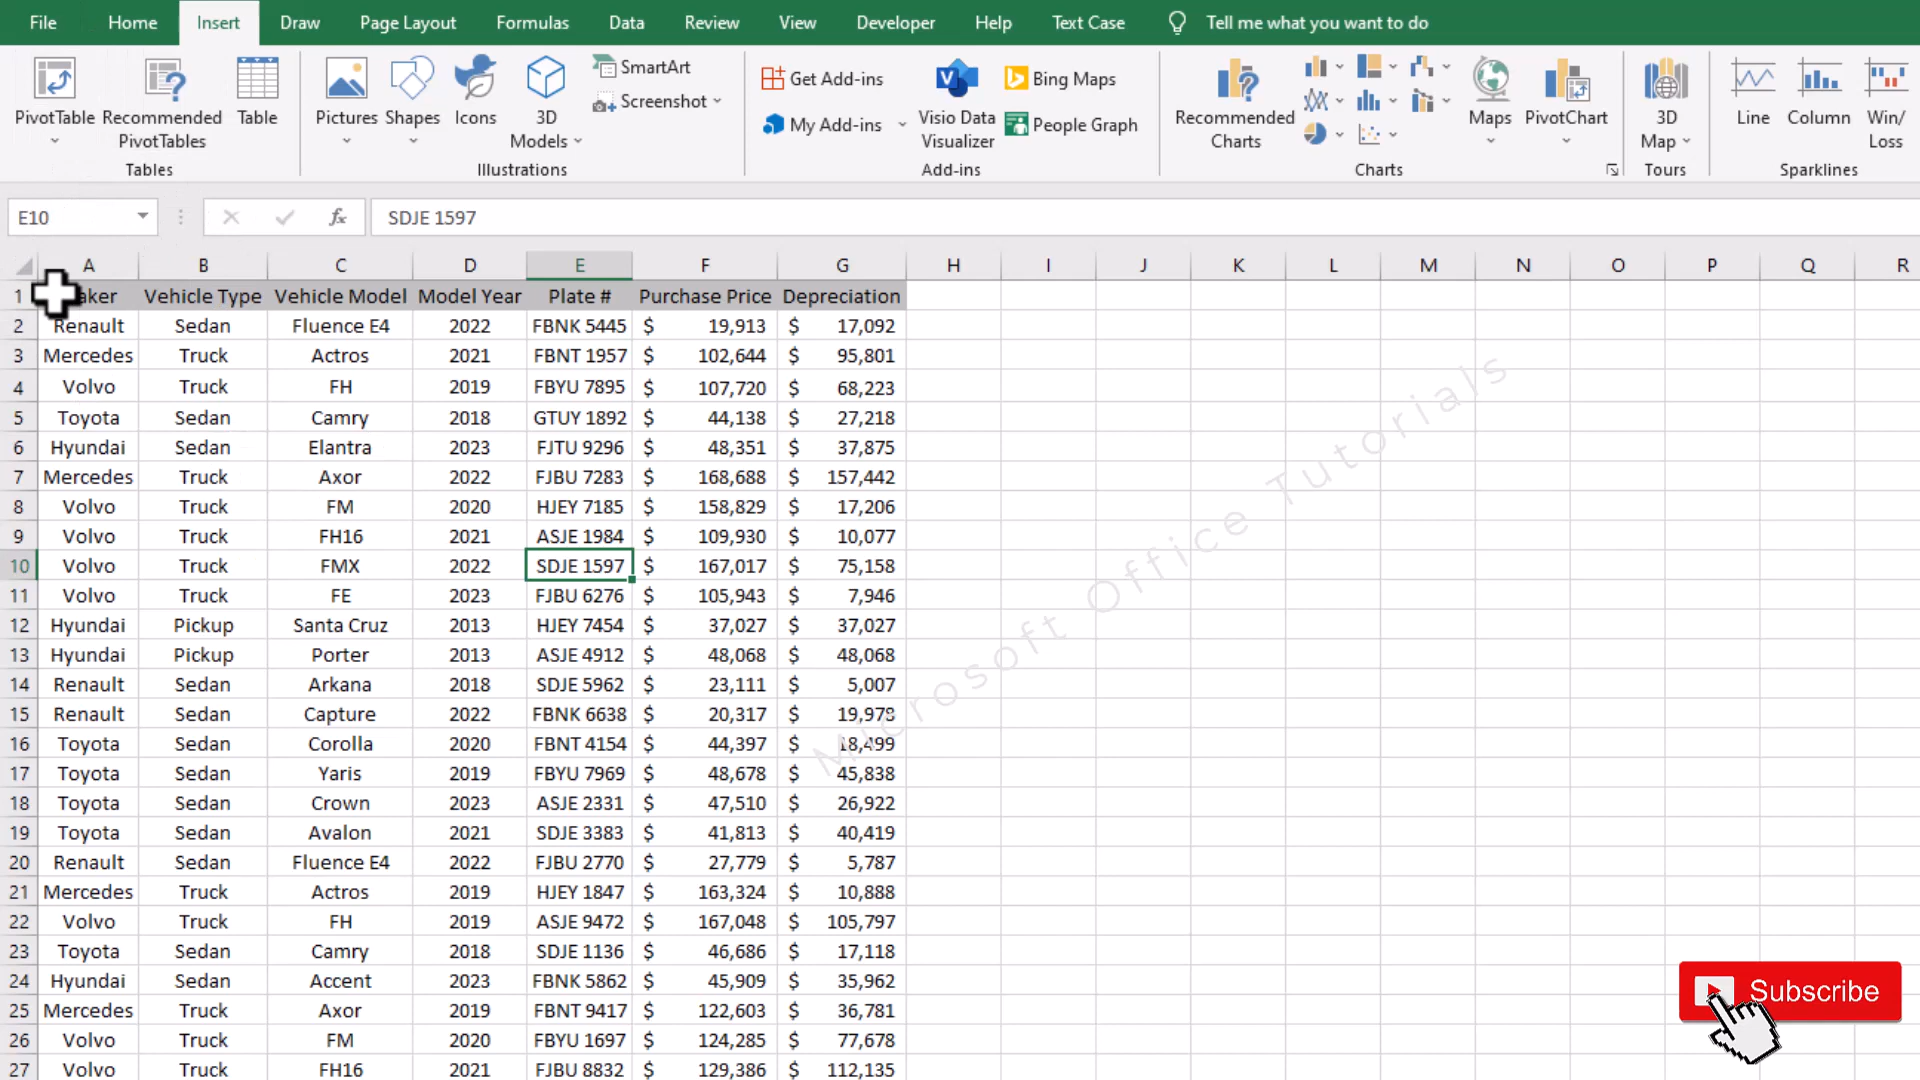 File Home Insert Draw Page Layout Formulas Data Review View Developer Help Text Case Tell me what you want to do
PivotTable Recommended PivotTables Table
Tables
Pictures Shapes Icons 3D Models SmartArt Screenshot
Illustrations
Get Add-ins My Add-ins Visio Data Visualizer Bing Maps People Graph
Add-ins
Recommended Charts Maps PivotChart
Charts
3D Map
Tours
Line Column Win/Loss
Sparklines
E10 fx SDJE 1597
A B C D E F G H I J K L M N O P Q R
1 aker Vehicle Type Vehicle Model Model Year Plate # Purchase Price Depreciation
2 Renault Sedan Fluence E4 2022 FBNK 5445 $ 19,913 $ 17,092
3 Mercedes Truck Actros 2021 FBNT 1957 $ 102,644 $ 95,801
4 Volvo Truck FH 2019 FBYU 7895 $ 107,720 $ 68,223
5 Toyota Sedan Camry 2018 GTUY 1892 $ 44,138 $ 27,218
6 Hyundai Sedan Elantra 2023 FJTU 9296 $ 48,351 $ 37,875
7 Mercedes Truck Axor 2022 FJBU 7283 $ 168,688 $ 157,442
8 Volvo Truck FM 2020 HJEY 7185 $ 158,829 $ 17,206
9 Volvo Truck FH16 2021 ASJE 1984 $ 109,930 $ 10,077
10 Volvo Truck FMX 2022 SDJE 1597 $ 167,017 $ 75,158
11 Volvo Truck FE 2023 FJBU 6276 $ 105,943 $ 7,946
12 Hyundai Pickup Santa Cruz 2013 HJEY 7454 $ 37,027 $ 37,027
13 Hyundai Pickup Porter 2013 ASJE 4912 $ 48,068 $ 48,068
14 Renault Sedan Arkana 2018 SDJE 5962 $ 23,111 $ 5,007
15 Renault Sedan Capture 2022 FBNK 6638 $ 20,317 $ 19,978
16 Toyota Sedan Corolla 2020 FBNT 4154 $ 44,397 $ 18,499
17 Toyota Sedan Yaris 2019 FBYU 7969 $ 48,678 $ 45,838
18 Toyota Sedan Crown 2023 ASJE 2331 $ 47,510 $ 26,922
19 Toyota Sedan Avalon 2021 SDJE 3383 $ 41,813 $ 40,419
20 Renault Sedan Fluence E4 2022 FJBU 2770 $ 27,779 $ 5,787
21 Mercedes Truck Actros 2019 HJEY 1847 $ 163,324 $ 10,888
22 Volvo Truck FH 2019 ASJE 9472 $ 167,048 $ 105,797
23 Toyota Sedan Camry 2018 SDJE 1136 $ 46,686 $ 17,118
24 Hyundai Sedan Accent 2023 FBNK 5862 $ 45,909 $ 35,962
25 Mercedes Truck Axor 2019 FBNT 9417 $ 122,603 $ 36,781
26 Volvo Truck FM 2020 FBYU 1697 $ 124,285 $ 77,678
27 Volvo Truck FH16 2021 FJBU 8832 $ 129,386 $ 112,135
Microsoft Office Tutorials
Subscribe